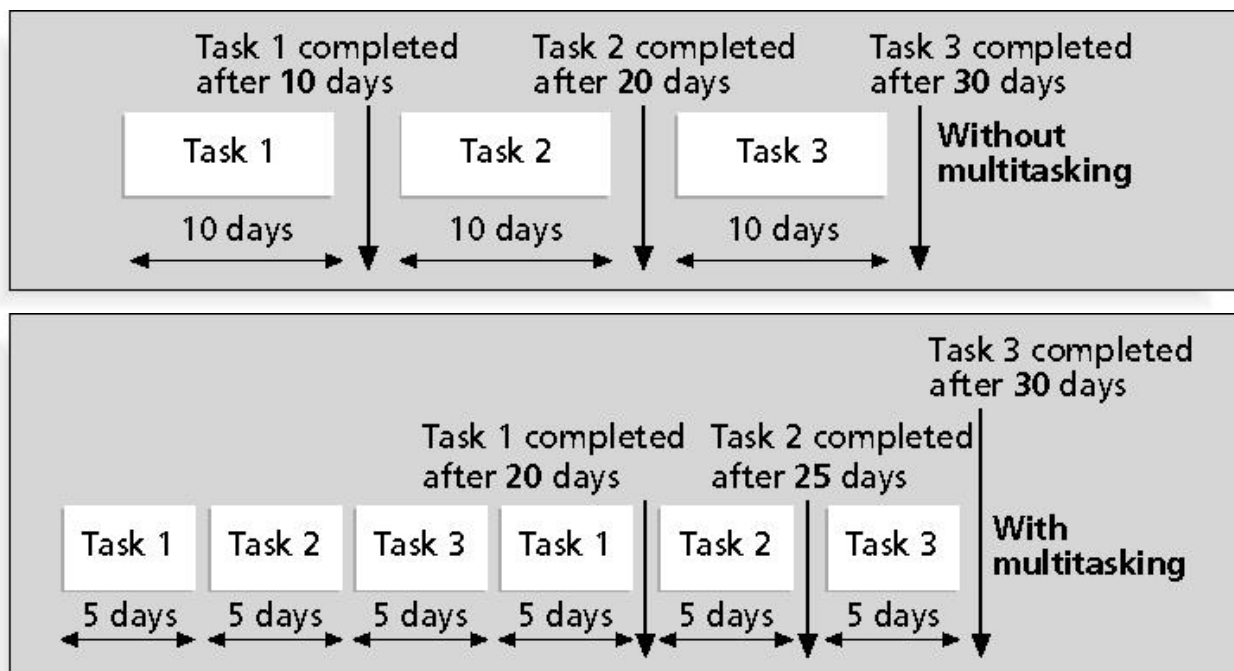 Task 1 completed
after 10 days
Task 2 completed
after 20 days
Task 3 completed
after 30 days
Without
multitasking
Task 1
Task 2
Task 3
10 days
10 days
10 days
Task 3 completed
after 30 days
Task 1 completed
after 20 days
Task 2 completed
after 25 days
With
multitasking
Task 1
Task 2
Task 3
Task 1
Task 2
Task 3
5 days
5 days
5 days
5 days
5 days
5 days